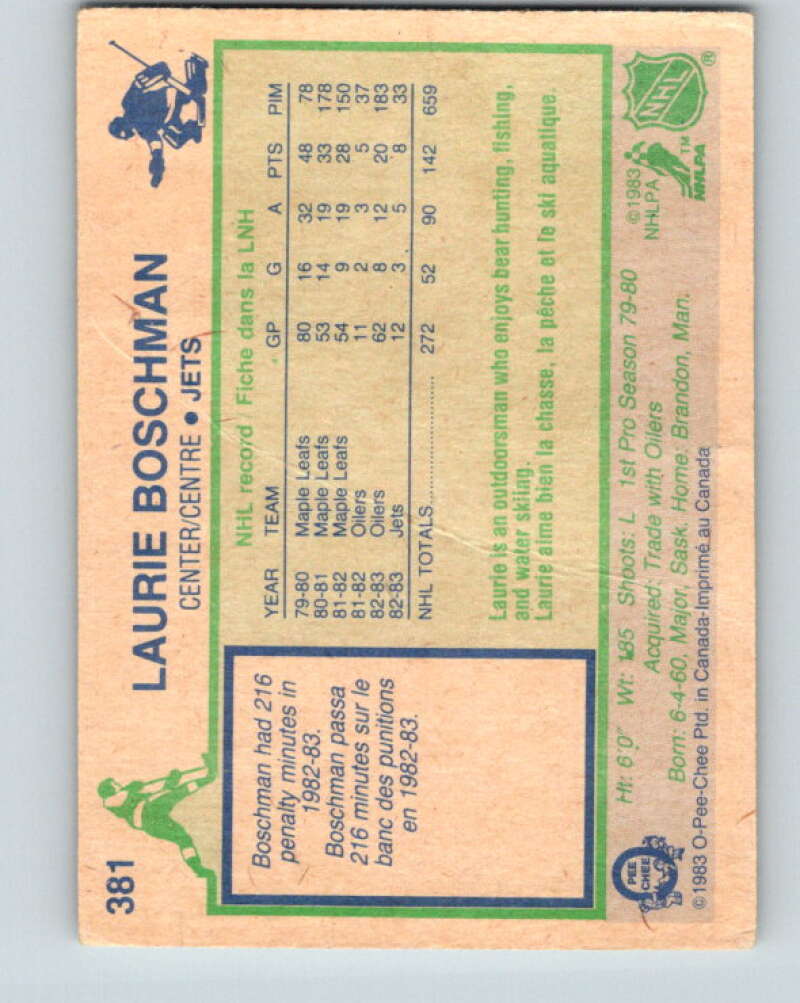 381
LAURIE BOSCHMAN
CENTER/CENTRE • JETS
Boschman had 216
penalty minutes in
1982-83.
Boschman passa
216 minutes sur le
banc des punitions
en 1982-83.
NHL record Fiche dans la LNH
YEAR TEAM GP G A PTS PIM
79-80 Maple Leafs 80 16 32 48 78
80-81 Maple Leafs 53 14 19 33 178
81-82 Maple Leafs 54 9 19 28 150
81-82 Oilers 11 2 3 5 37
82-83 Oilers 62 8 12 20 183
82-83 Jets 12 3 5 8 33
NHL TOTALS 272 52 90 142 659
Laurie is an outdoorsman who enjoys bear hunting, fishing,
and water skiing.
Laurie aime bien la chasse, la pêche et le ski aquatique.
Ht: 6'0" Wt: 185 Shoots: L 1st Pro Season 79-80
Acquired: Trade with Oilers
Born: 6-4-60, Major, Sask. Home: Brandon, Man.
© 1983 O-Pee-Chee Ptd. in Canada-Imprimé au Canada
O
PEE
CHEE
©1983
NHLPA
NHLPA
TM
NHL
®